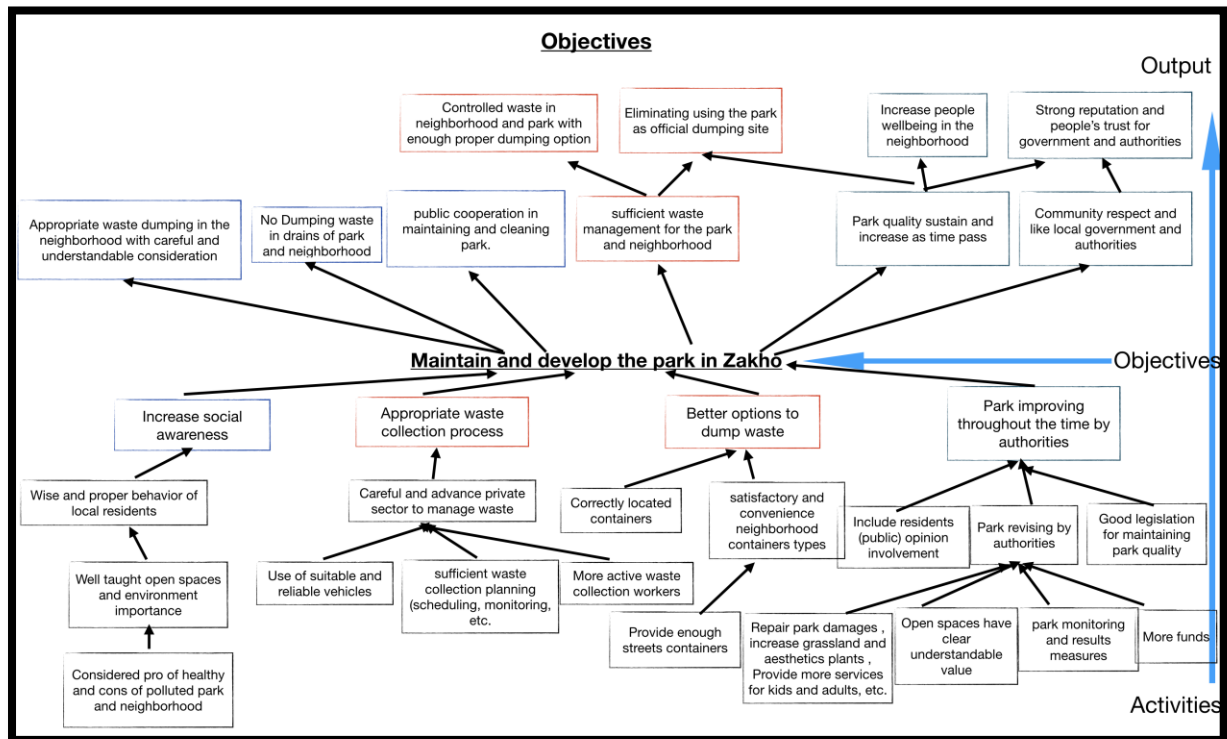 Objectives
Output
Controlled waste in
neighborhood and park with
enough proper dumping option
Eliminating using the park
as official dumping site
Increase people
wellbeing in the
neighborhood
Strong reputation and
people's trust for
government and authorities
Appropriate waste dumping in the
neighborhood with careful and
understandable consideration
No Dumping waste
in drains of park
and neighborhood
public cooperation in
maintaining and cleaning
park.
sufficient waste
management for the park
and neighborhood
Park quality sustain and
increase as time pass
Community respect and
like local government and
authorities
Maintain and develop the park in Zakho
Objectives
Increase social
awareness
Appropriate waste
collection process
Better options to
dump waste
Park improving
throughout the time by
authorities
Wise and proper behavior of
local residents
Careful and advance private
sector to manage waste
Correctly located
containers
satisfactory and
convenience
neighborhood
containers types
Include residents
(public) opinion
involvement
Park revising by
authorities
Good legislation
for maintaining
park quality
Well taught open spaces
and environment
importance
Use of suitable and
reliable vehicles
sufficient waste
collection planning
(scheduling, monitoring,
etc.
More active waste
collection workers
Provide enough
streets containers
Repair park damages ,
increase grassland and
aesthetics plants ,
Provide more services
for kids and adults, etc.
Open spaces have
clear
understandable
value
park monitoring
and results
measures
More funds
Considered pro of healthy
and cons of polluted park
and neighborhood
Activities